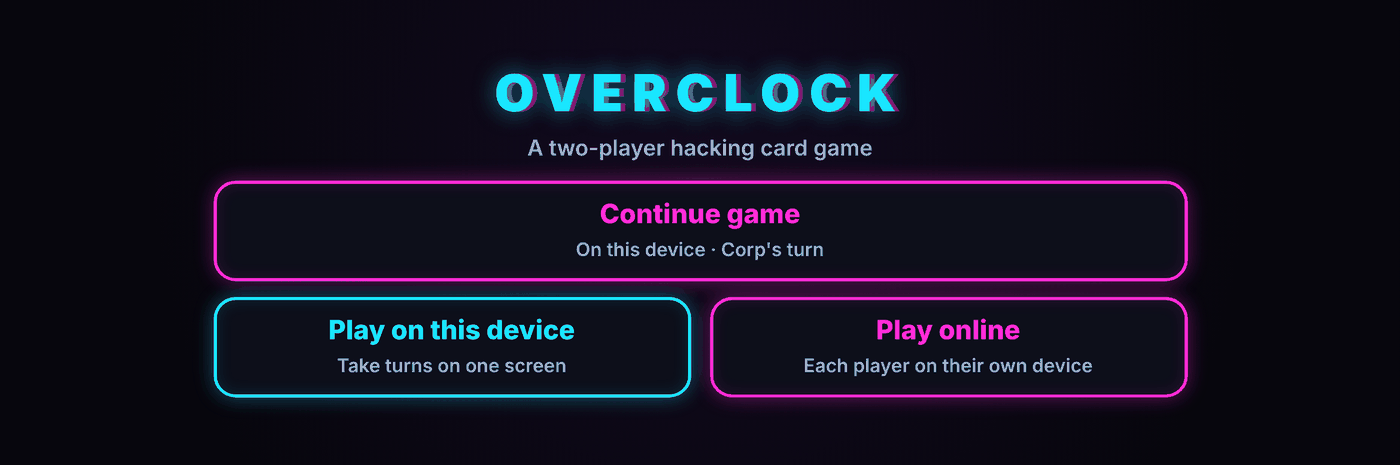 OVERCLOCK
A two-player hacking card game
Continue game
On this device · Corp's turn
Play on this device
Take turns on one screen
Play online
Each player on their own device